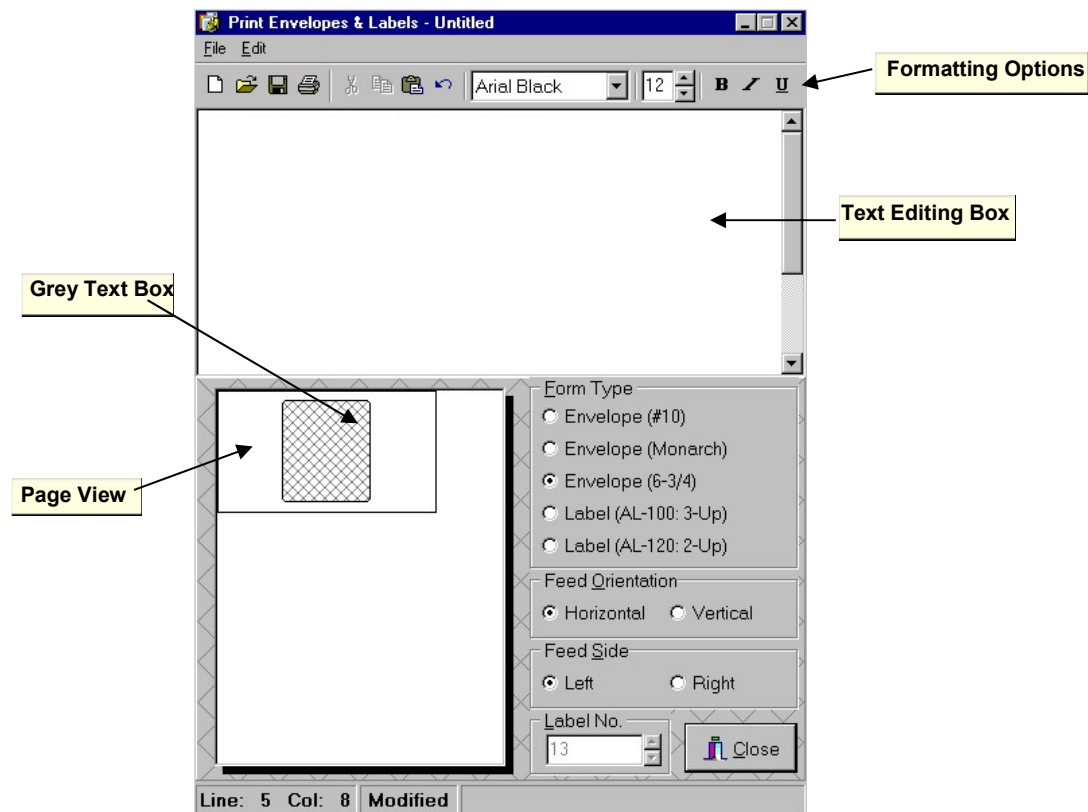 Print Envelopes & Labels - Untitled
File Edit
Arial Black 12 B I U
Formatting Options
Text Editing Box
Grey Text Box
Page View
Form Type
Envelope (#10)
Envelope (Monarch)
Envelope (6-3/4)
Label (AL-100: 3-Up)
Label (AL-120: 2-Up)
Feed Orientation
Horizontal Vertical
Feed Side
Left Right
Label No.
13
Close
Line: 5 Col: 8 Modified